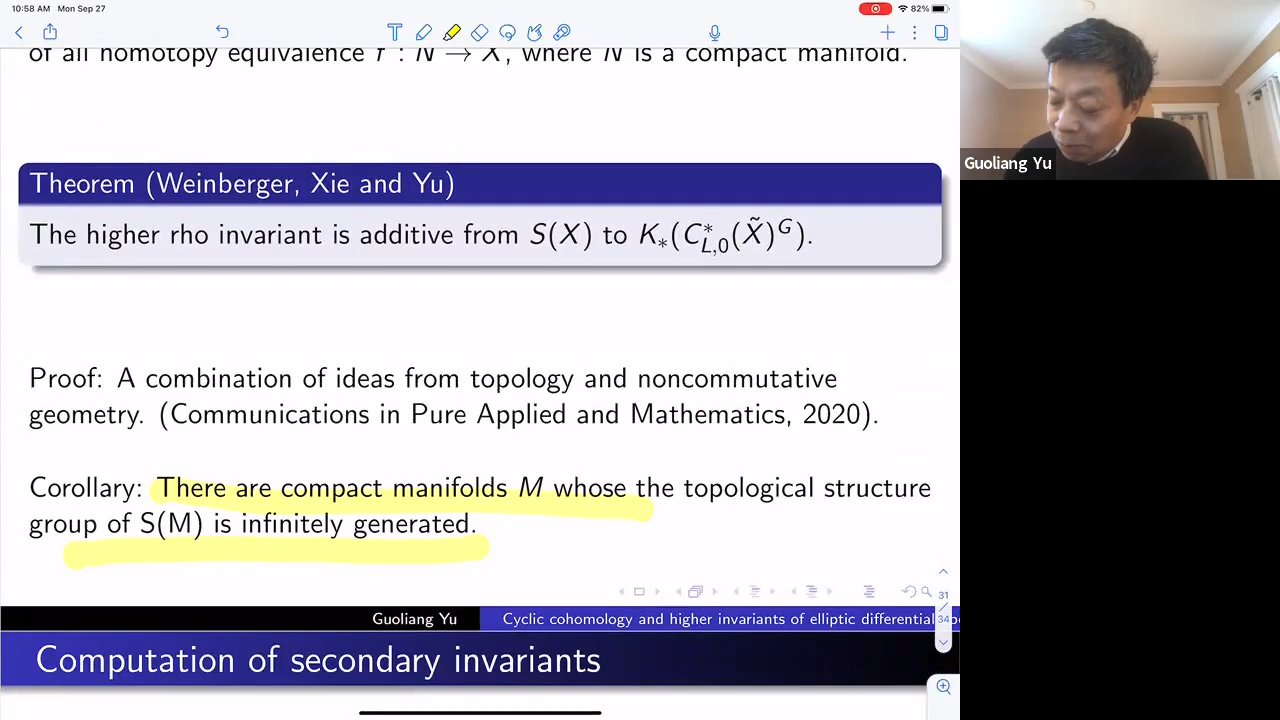 10:58 AM Mon Sep 27
82%
of all homotopy equivalence f : N → X, where N is a compact manifold.
Theorem (Weinberger, Xie and Yu)
The higher rho invariant is additive from S(X) to K∗(C*L,0(X̃)G).
Proof: A combination of ideas from topology and noncommutative
geometry. (Communications in Pure Applied and Mathematics, 2020).
Corollary: There are compact manifolds M whose the topological structure
group of S(M) is infinitely generated.
31
/
34
Guoliang Yu
Cyclic cohomology and higher invariants of elliptic differential
Computation of secondary invariants
Guoliang Yu